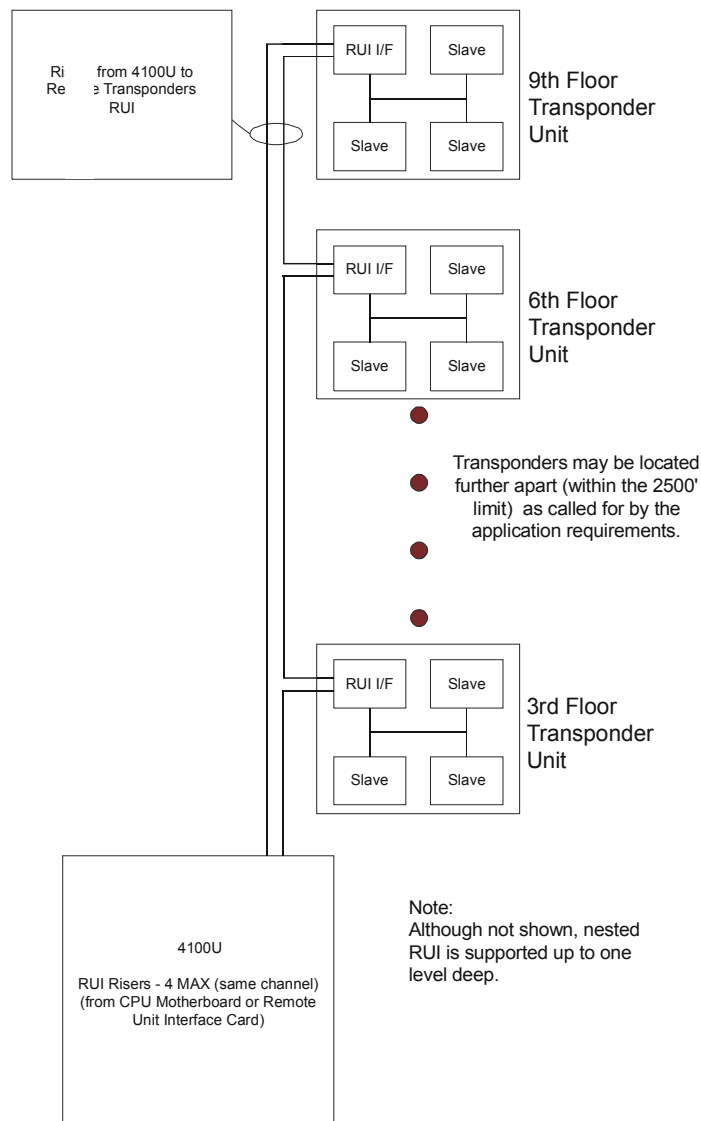 from 4100U to
Transponders
RUI
RUI I/F
Slave
Slave
Slave
9th Floor
Transponder
Unit
RUI I/F
Slave
Slave
Slave
6th Floor
Transponder
Unit
Transponders may be located
further apart (within the 2500'
limit) as called for by the
application requirements.
RUI I/F
Slave
Slave
Slave
3rd Floor
Transponder
Unit
4100U
RUI Risers - 4 MAX (same channel)
(from CPU Motherboard or Remote
Unit Interface Card)
Note:
Although not shown, nested
RUI is supported up to one
level deep.